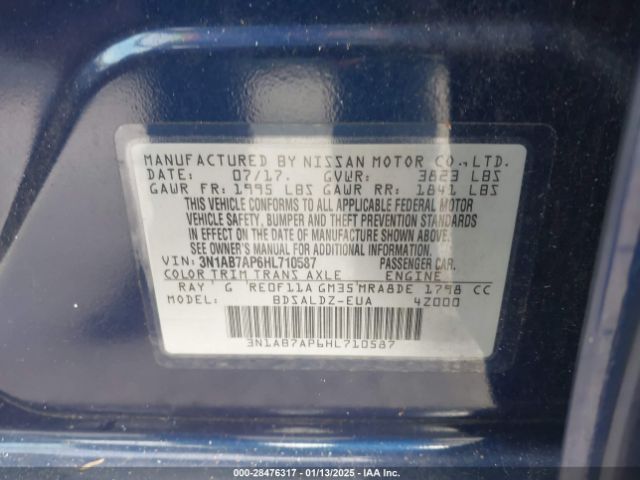 MANUFACTURED BY NISSAN MOTOR CO.,LTD.
DATE: 07/17. GVWR: 3823 LBS
GAWR FR: 1995 LBS GAWR RR: 1841 LBS
THIS VEHICLE CONFORMS TO ALL APPLICABLE FEDERAL MOTOR
VEHICLE SAFETY, BUMPER AND THEFT PREVENTION STANDARDS
IN EFFECT ON THE DATE OF MANUFACTURE SHOWN ABOVE.
SEE OWNER'S MANUAL FOR ADDITIONAL INFORMATION.
VIN: 3N1AB7AP6HL710587 PASSENGER CAR.
COLOR TRIM TRANS AXLE ENGINE
RAY G RE0F11A GM35 MRA8DE 1798 CC
MODEL: BDSALDZ-EUA 4Z000
3N1AB7AP6HL710587
000-28476317 | 01/13/2025 - IAA Inc.